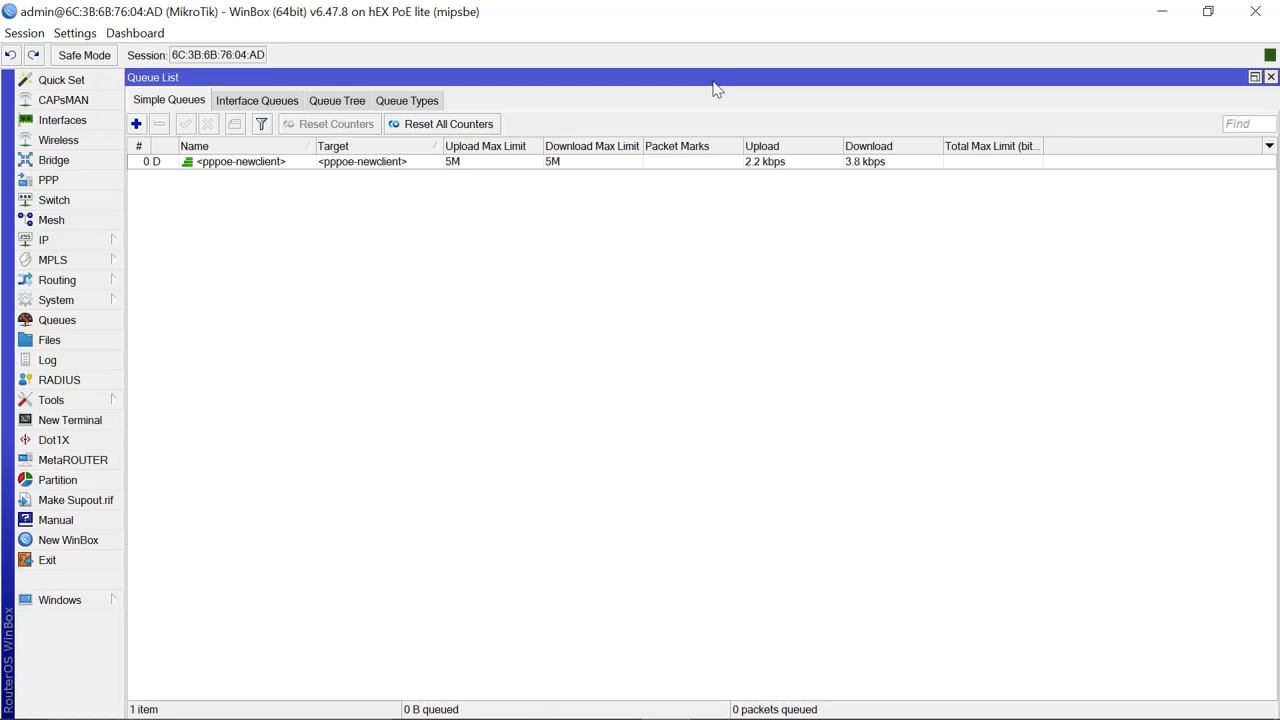 admin@6C:3B:6B:76:04:AD (MikroTik) - WinBox (64bit) v6.47.8 on hEX PoE lite (mipsbe)
Session Settings Dashboard
Safe Mode Session: 6C:3B:6B:76:04:AD
Queue List
Simple Queues Interface Queues Queue Tree Queue Types
Reset Counters Reset All Counters Find
# Name Target Upload Max Limit Download Max Limit Packet Marks Upload Download Total Max Limit (bit...
0 D <pppoe-newclient> <pppoe-newclient> 5M 5M 2.2 kbps 3.8 kbps
Quick Set
CAPsMAN
Interfaces
Wireless
Bridge
PPP
Switch
Mesh
IP
MPLS
Routing
System
Queues
Files
Log
RADIUS
Tools
New Terminal
Dot1X
MetaROUTER
Partition
Make Supout.rif
Manual
New WinBox
Exit
Windows
RouterOS WinBox
1 item 0 B queued 0 packets queued